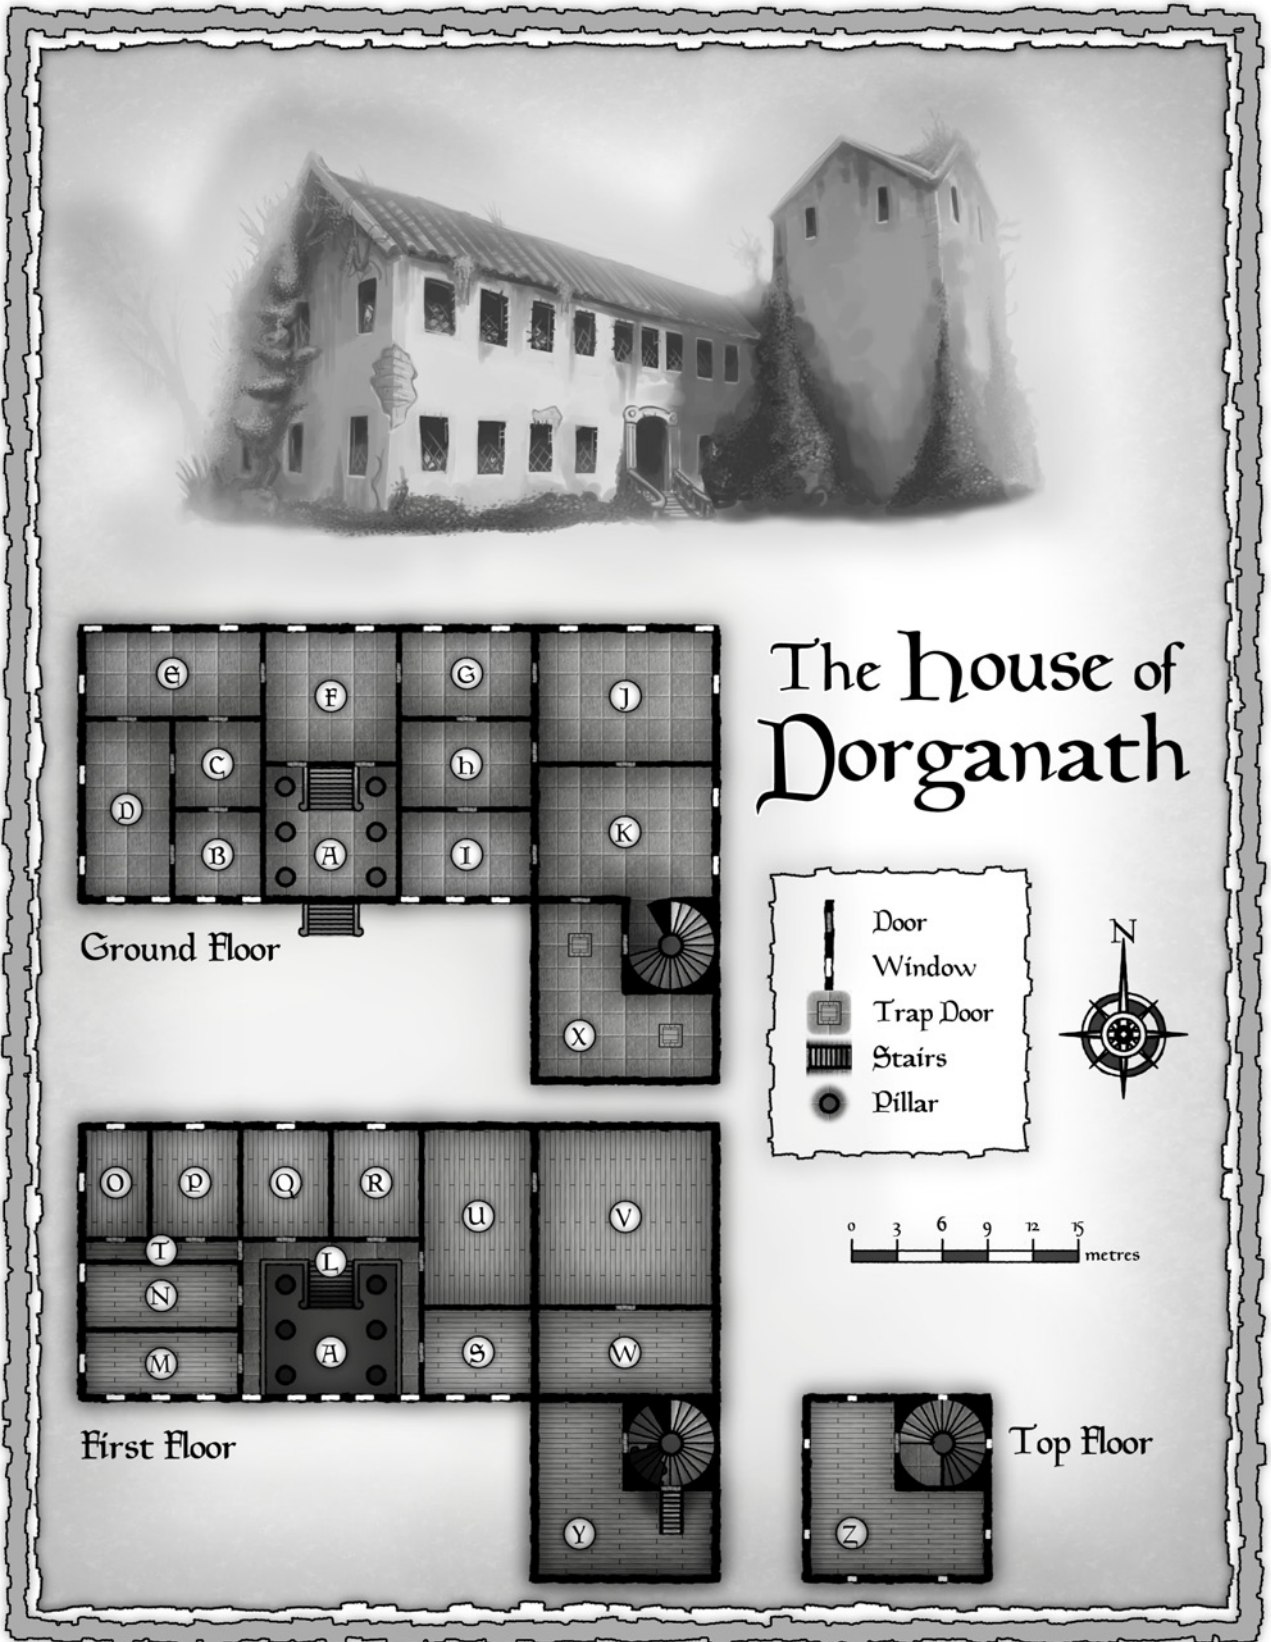 The house of
Dorganath
E
F
G
J
C
h
D
K
B
A
I
Ground Floor
X
Door
Window
Trap Door
Stairs
Pillar
N
O
P
Q
R
U
V
T
L
N
M
A
S
W
First Floor
Y
0 3 6 9 12 15
metres
Top Floor
Z